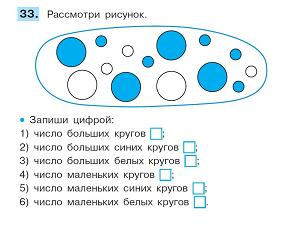 33. Рассмотри рисунок.
• Запиши цифрой:
1) число больших кругов ;
2) число больших синих кругов ;
3) число больших белых кругов ;
4) число маленьких кругов ;
5) число маленьких синих кругов ;
6) число маленьких белых кругов .